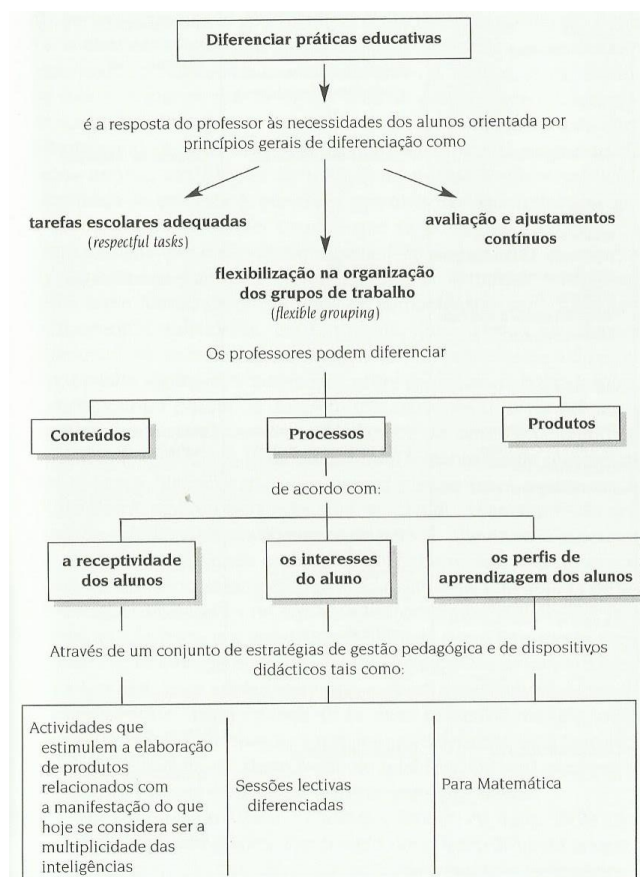 Diferenciar práticas educativas
é a resposta do professor às necessidades dos alunos orientada por
princípios gerais de diferenciação como
tarefas escolares adequadas
(respectful tasks)
avaliação e ajustamentos
contínuos
flexibilização na organização
dos grupos de trabalho
(flexible grouping)
Os professores podem diferenciar
Conteúdos
Processos
Produtos
de acordo com:
a receptividade
dos alunos
os interesses
do aluno
os perfis de
aprendizagem dos alunos
Através de um conjunto de estratégias de gestão pedagógica e de dispositivos
didácticos tais como:
Actividades que
estimulem a elaboração
de produtos
relacionados com
a manifestação do que
hoje se considera ser a
multiplicidade das
inteligências
Sessões lectivas
diferenciadas
Para Matemática